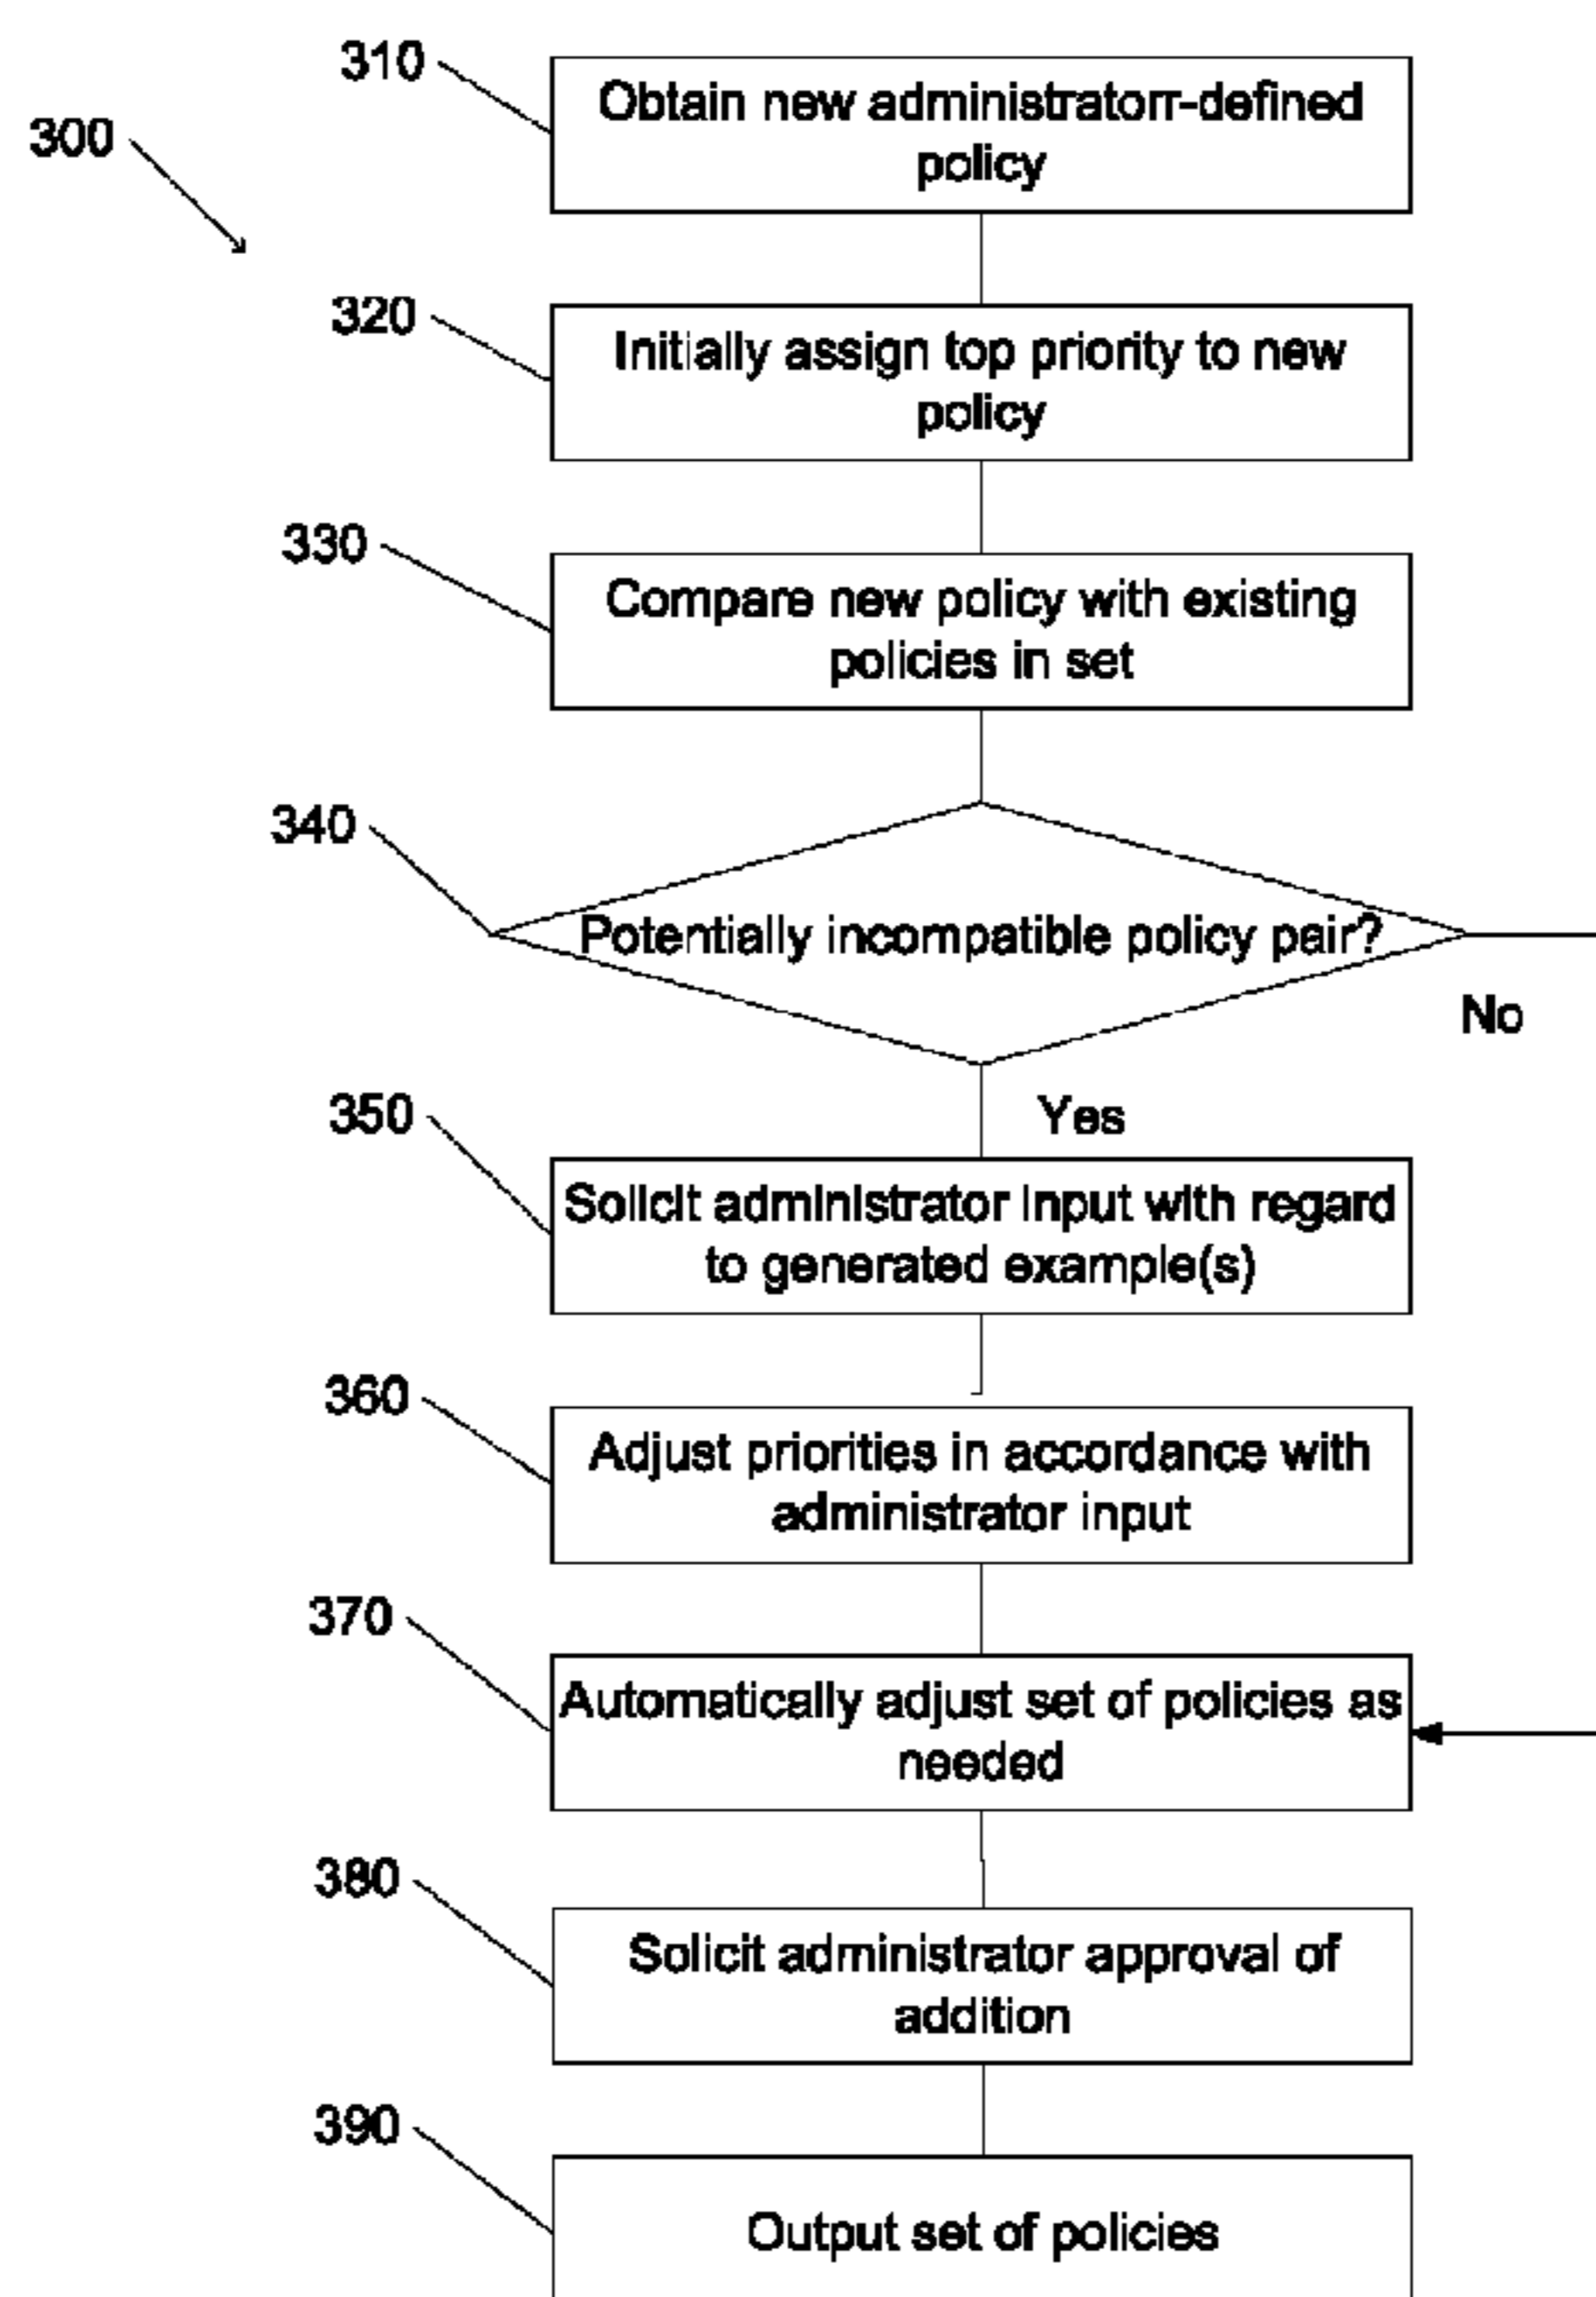 310
Obtain new administratorr-defined
policy
300
320
Initially assign top priority to new
policy
330
Compare new policy with existing
policies in set
340
Potentially incompatible policy pair?
No
Yes
350
Solicit administrator input with regard
to generated example(s)
360
Adjust priorities in accordance with
administrator input
370
Automatically adjust set of policies as
needed
380
Solicit administrator approval of
addition
390
Output set of policies